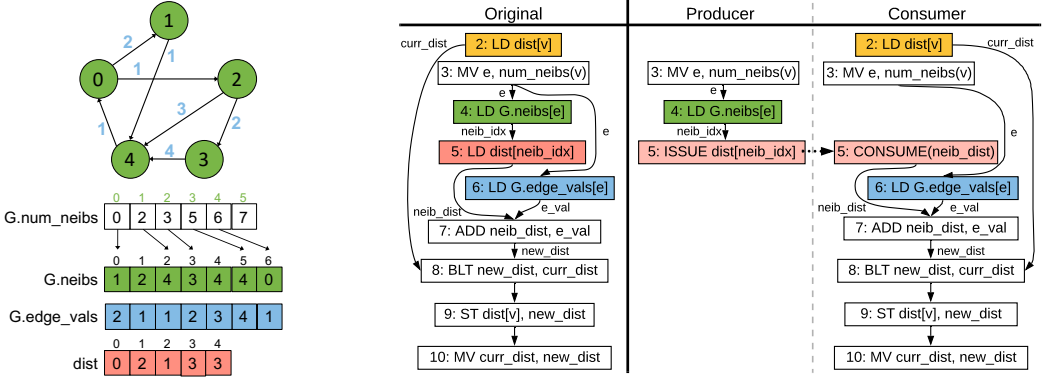 1
2
1
1
0
2
3
1
2
4
4
3
0 1 2 3 4 5
G.num_neibs 0 2 3 5 6 7
0 1 2 3 4 5 6
G.neibs 1 2 4 3 4 4 0
G.edge_vals 2 1 1 2 3 4 1
0 1 2 3 4
dist 0 2 1 3 3
Original
curr_dist
2: LD dist[v]
3: MV e, num_neibs(v)
e
4: LD G.neibs[e]
neib_idx
e
5: LD dist[neib_idx]
6: LD G.edge_vals[e]
neib_dist
e_val
7: ADD neib_dist, e_val
new_dist
8: BLT new_dist, curr_dist
9: ST dist[v], new_dist
10: MV curr_dist, new_dist
Producer
3: MV e, num_neibs(v)
e
4: LD G.neibs[e]
neib_idx
5: ISSUE dist[neib_idx]
Consumer
2: LD dist[v]
curr_dist
3: MV e, num_neibs(v)
e
5: CONSUME(neib_dist)
6: LD G.edge_vals[e]
neib_dist
e_val
7: ADD neib_dist, e_val
new_dist
8: BLT new_dist, curr_dist
9: ST dist[v], new_dist
10: MV curr_dist, new_dist